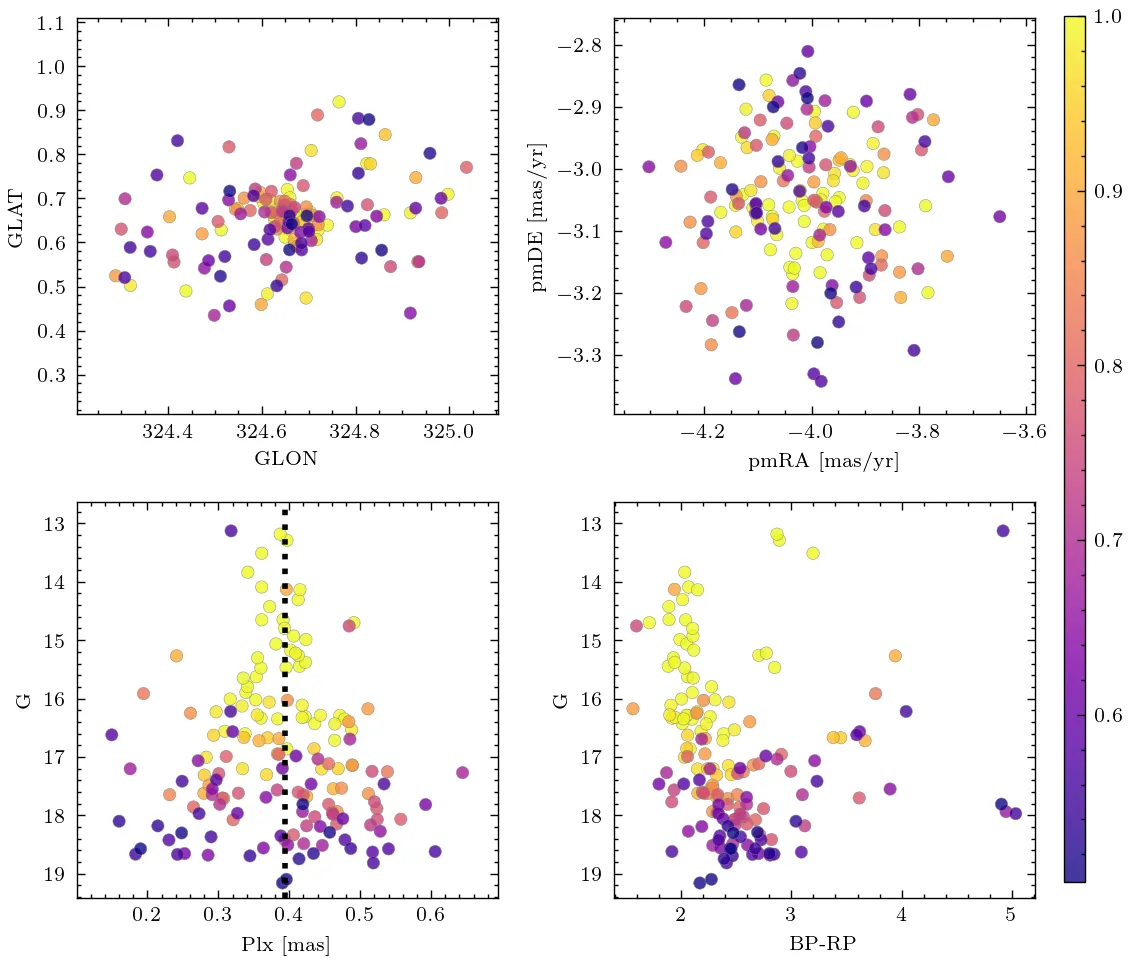 1.1
1.0
0.9
0.8
0.7
0.6
0.5
0.4
0.3
GLAT
324.4 324.6 324.8 325.0
GLON
−2.8
−2.9
−3.0
−3.1
−3.2
−3.3
pmDE [mas/yr]
−4.2 −4.0 −3.8 −3.6
pmRA [mas/yr]
1.0
0.9
0.8
0.7
0.6
13
14
15
16
17
18
19
G
0.2 0.3 0.4 0.5 0.6
Plx [mas]
13
14
15
16
17
18
19
G
2 3 4 5
BP-RP